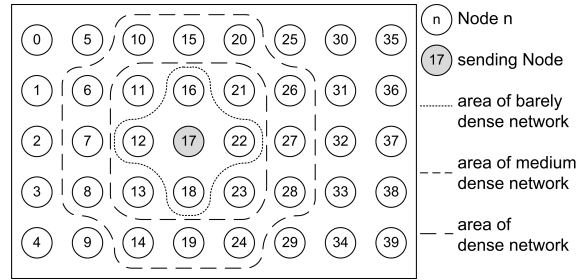 0 5 10 15 20 25 30 35
1 6 11 16 21 26 31 36
2 7 12 17 22 27 32 37
3 8 13 18 23 28 33 38
4 9 14 19 24 29 34 39
n Node n
17 sending Node
area of barely
dense network
area of medium
dense network
area of
dense network